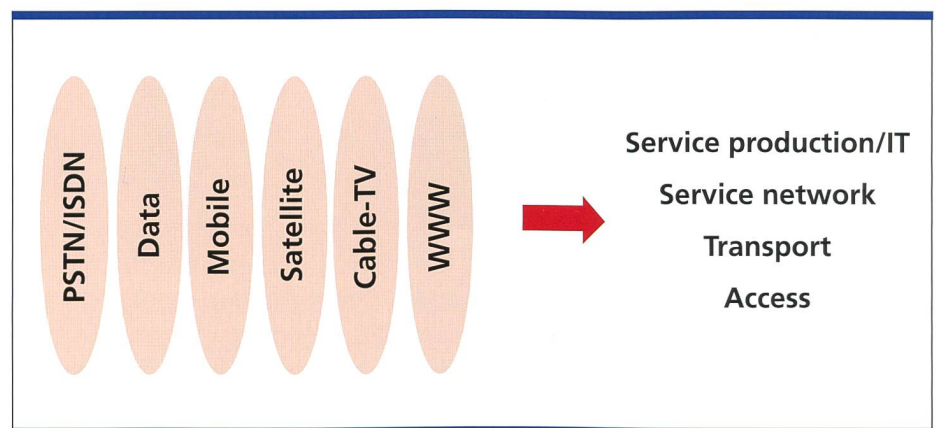 PSTN/ISDN
Data
Mobile
Satellite
Cable-TV
WWW
Service production/IT
Service network
Transport
Access